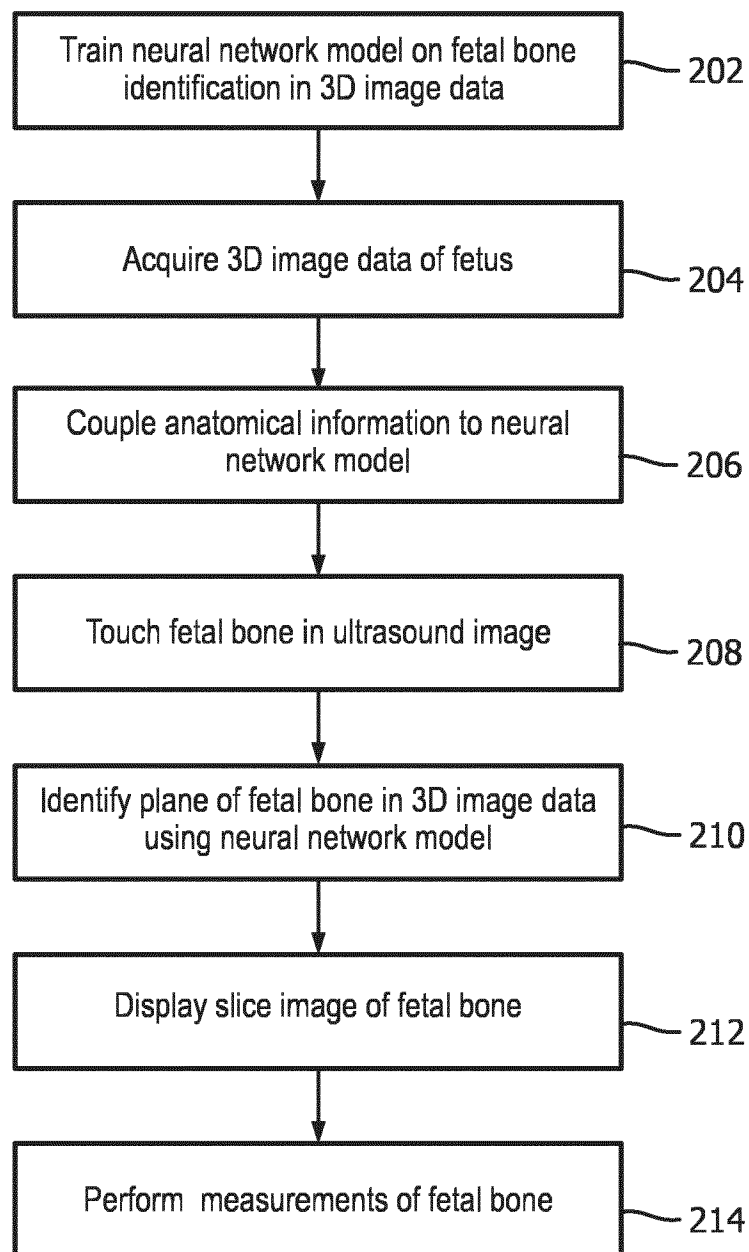 Train neural network model on fetal bone
identification in 3D image data
202
Acquire 3D image data of fetus
204
Couple anatomical information to neural
network model
206
Touch fetal bone in ultrasound image
208
Identify plane of fetal bone in 3D image data
using neural network model
210
Display slice image of fetal bone
212
Perform measurements of fetal bone
214